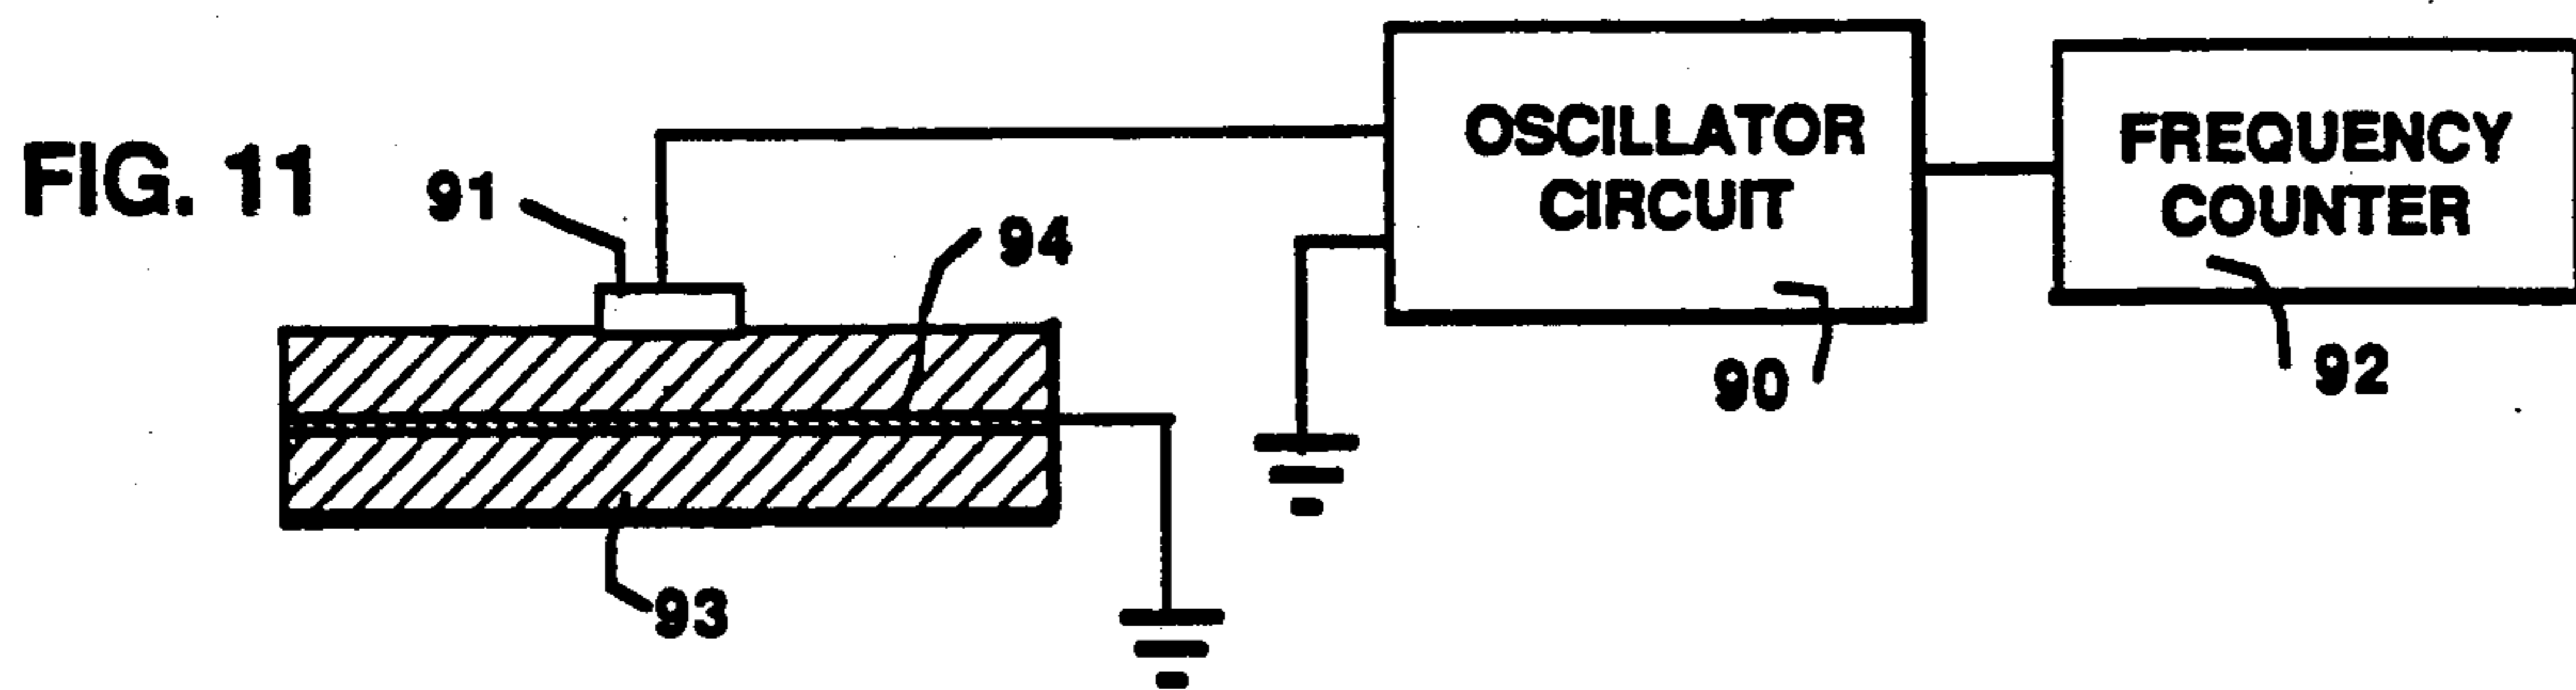 FIG. 11
91
94
OSCILLATOR
CIRCUIT
90
FREQUENCY
COUNTER
92
93